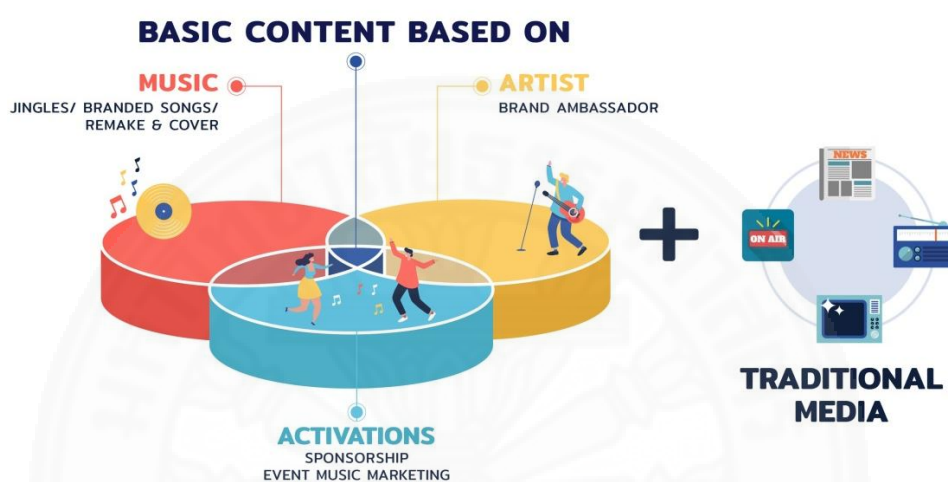 BASIC CONTENT BASED ON
MUSIC
JINGLES/ BRANDED SONGS/
REMAKE & COVER
ARTIST
BRAND AMBASSADOR
NEWS
ON AIR
TRADITIONAL
MEDIA
ACTIVATIONS
SPONSORSHIP
EVENT MUSIC MARKETING